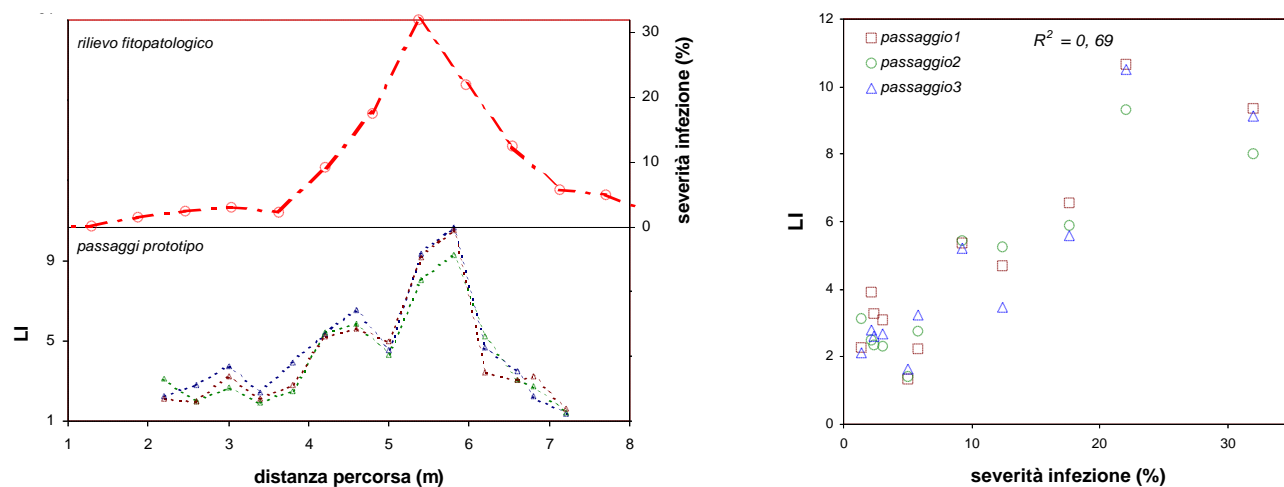 rilievo fitopatologico
30
20
10
0
severità infezione (%)
passaggi prototipo
9
5
1
LI
1 2 3 4 5 6 7 8
distanza percorsa (m)
12
10
8
6
4
2
0
LI
passaggio1
passaggio2
passaggio3
R² = 0, 69
0 10 20 30
severità infezione (%)